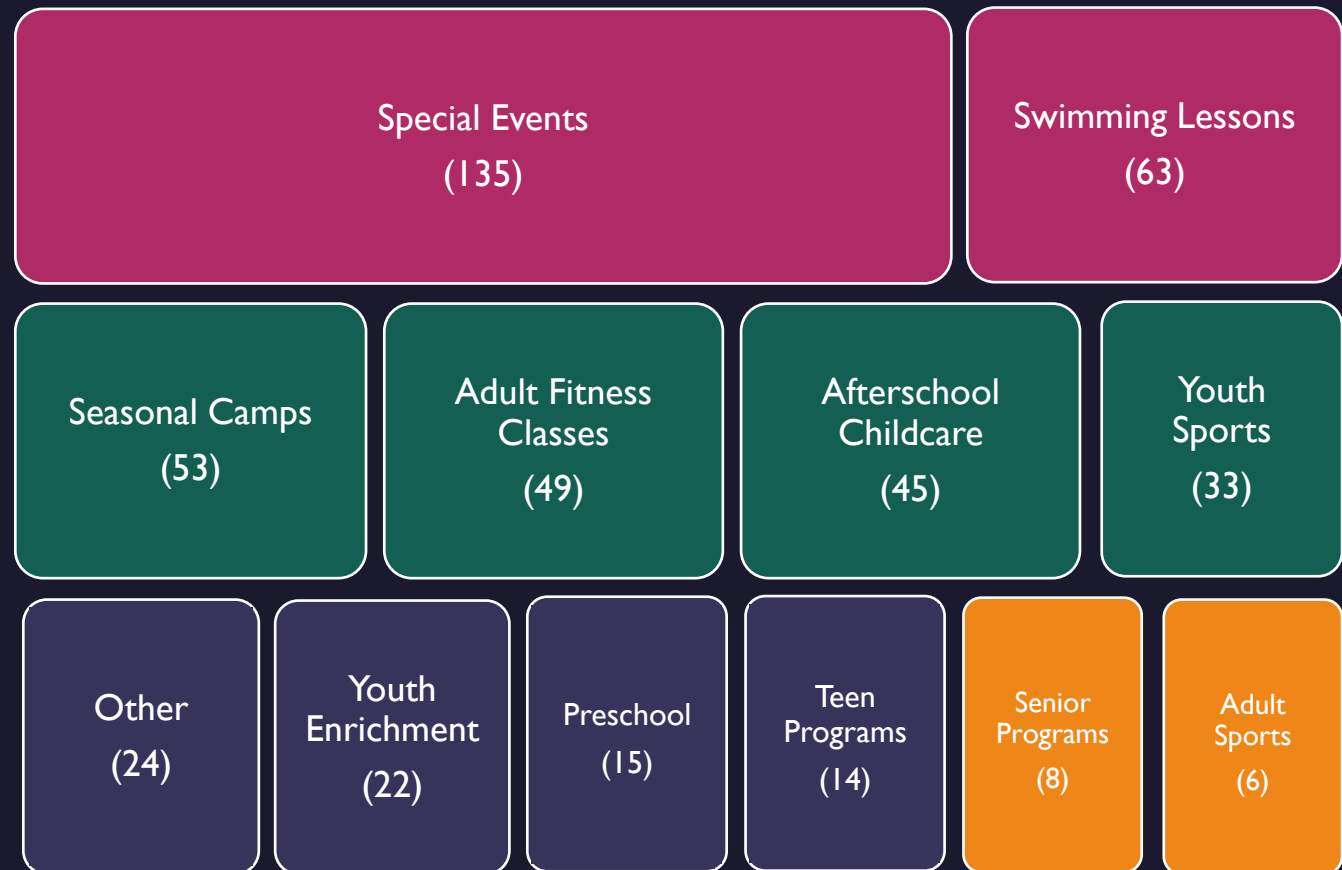 Special Events
(135)
Swimming Lessons
(63)
Seasonal Camps
(53)
Adult Fitness
Classes
(49)
Afterschool
Childcare
(45)
Youth
Sports
(33)
Other
(24)
Youth
Enrichment
(22)
Preschool
(15)
Teen
Programs
(14)
Senior
Programs
(8)
Adult
Sports
(6)